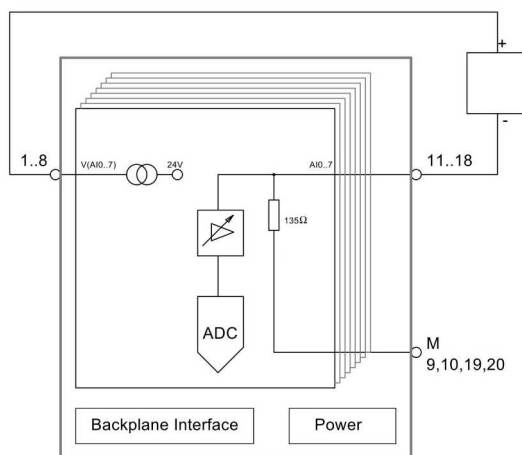 +
-
1..8
V(AI0..7)
24V
AI0..7
11..18
135Ω
ADC
M
9,10,19,20
Backplane Interface
Power